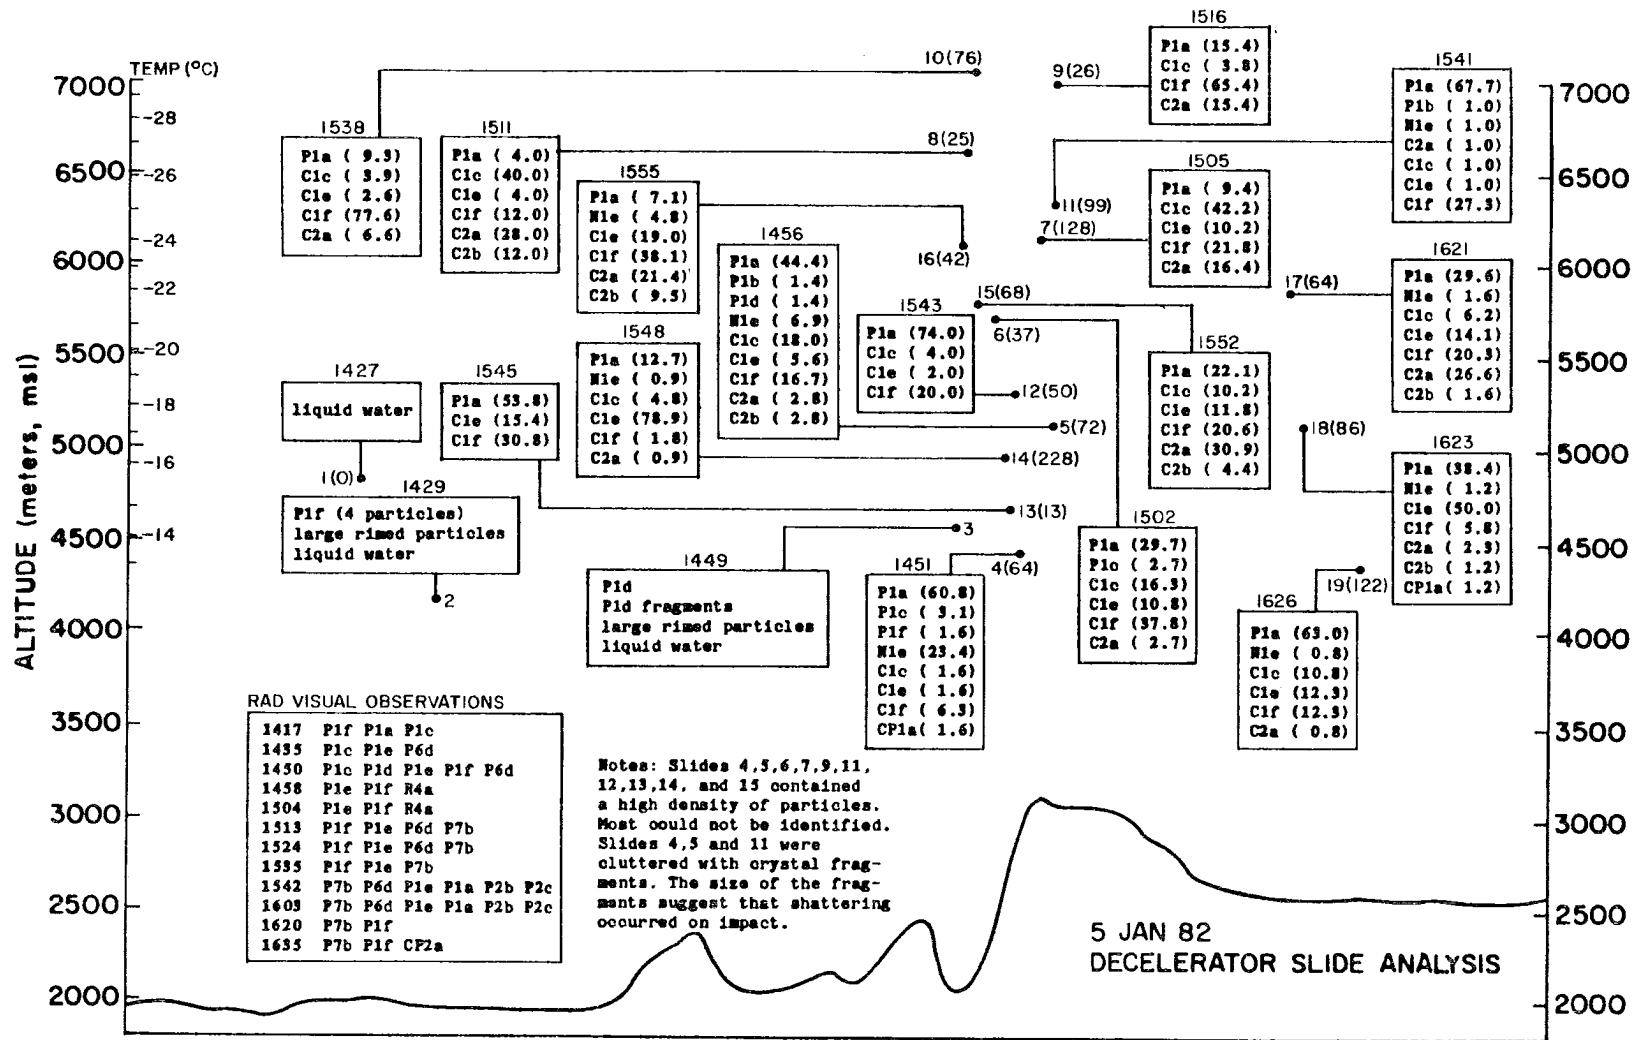 TEMP (°C)
7000
6500
6000
5500
5000
4500
4000
3500
3000
2500
2000
ALTITUDE (meters, msl)
-28
-26
-24
-22
-20
-18
-16
-14
10(76)
1538
P1a ( 9.3)
C1c ( 3.9)
C1e ( 2.6)
C1f (77.6)
C2a ( 6.6)
1511
P1a ( 4.0)
C1c (40.0)
C1e ( 4.0)
C1f (12.0)
C2a (28.0)
C2b (12.0)
8(25)
1555
P1a ( 7.1)
N1e ( 4.8)
C1e (19.0)
C1f (38.1)
C2a (21.4)
C2b ( 9.5)
16(42)
1456
P1a (44.4)
P1b ( 1.4)
P1d ( 1.4)
N1e ( 6.9)
C1c (18.0)
C1e ( 5.6)
C1f (16.7)
C2a ( 2.8)
C2b ( 2.8)
5(72)
1516
P1a (15.4)
C1c ( 3.8)
C1f (65.4)
C2a (15.4)
9(26)
1541
P1a (67.7)
P1b ( 1.0)
N1e ( 1.0)
C2a ( 1.0)
C1c ( 1.0)
C1e ( 1.0)
C1f (27.3)
11(99)
1505
P1a ( 9.4)
C1c (42.2)
C1e (10.2)
C1f (21.8)
C2a (16.4)
7(128)
1621
P1a (29.6)
N1e ( 1.6)
C1c ( 6.2)
C1e (14.1)
C1f (20.3)
C2a (26.6)
C2b ( 1.6)
17(64)
15(68)
6(37)
1543
P1a (74.0)
C1c ( 4.0)
C1e ( 2.0)
C1f (20.0)
12(50)
1552
P1a (22.1)
C1c (10.2)
C1e (11.8)
C1f (20.6)
C2a (30.9)
C2b ( 4.4)
1548
P1a (12.7)
N1e ( 0.9)
C1c ( 4.8)
C1e (78.9)
C1f ( 1.8)
C2a ( 0.9)
14(228)
1427
liquid water
1(0)
1545
P1a (53.8)
C1e (15.4)
C1f (30.8)
13(13)
18(86)
1623
P1a (38.4)
N1e ( 1.2)
C1e (50.0)
C1f ( 5.8)
C2a ( 2.3)
C2b ( 1.2)
CP1a( 1.2)
1429
P1f (4 particles)
large rimed particles
liquid water
2
1449
P1d
P1d fragments
large rimed particles
liquid water
3
1451
P1a (60.8)
P1c ( 3.1)
P1f ( 1.6)
N1e (23.4)
C1c ( 1.6)
C1e ( 1.6)
C1f ( 6.3)
CP1a( 1.6)
4(64)
1502
P1a (29.7)
P1c ( 2.7)
C1c (16.3)
C1e (10.8)
C1f (37.8)
C2a ( 2.7)
1626
P1a (63.0)
N1e ( 0.8)
C1c (10.8)
C1e (12.3)
C1f (12.3)
C2a ( 0.8)
19(122)
RAD VISUAL OBSERVATIONS
1417 P1f P1a P1c
1435 P1c P1e P6d
1450 P1c P1d P1e P1f P6d
1458 P1e P1f R4a
1504 P1e P1f R4a
1513 P1f P1e P6d P7b
1524 P1f P1e P6d P7b
1535 P1f P1e P7b
1542 P7b P6d P1e P1a P2b P2c
1603 P7b P6d P1e P1a P2b P2c
1620 P7b P1f
1635 P7b P1f CP2a
Notes: Slides 4,5,6,7,9,11,
12,13,14, and 15 contained
a high density of particles.
Most could not be identified.
Slides 4,5 and 11 were
cluttered with crystal frag-
ments. The size of the frag-
ments suggest that shattering
occurred on impact.
5 JAN 82
DECELERATOR SLIDE ANALYSIS
7000
6500
6000
5500
5000
4500
4000
3500
3000
2500
2000